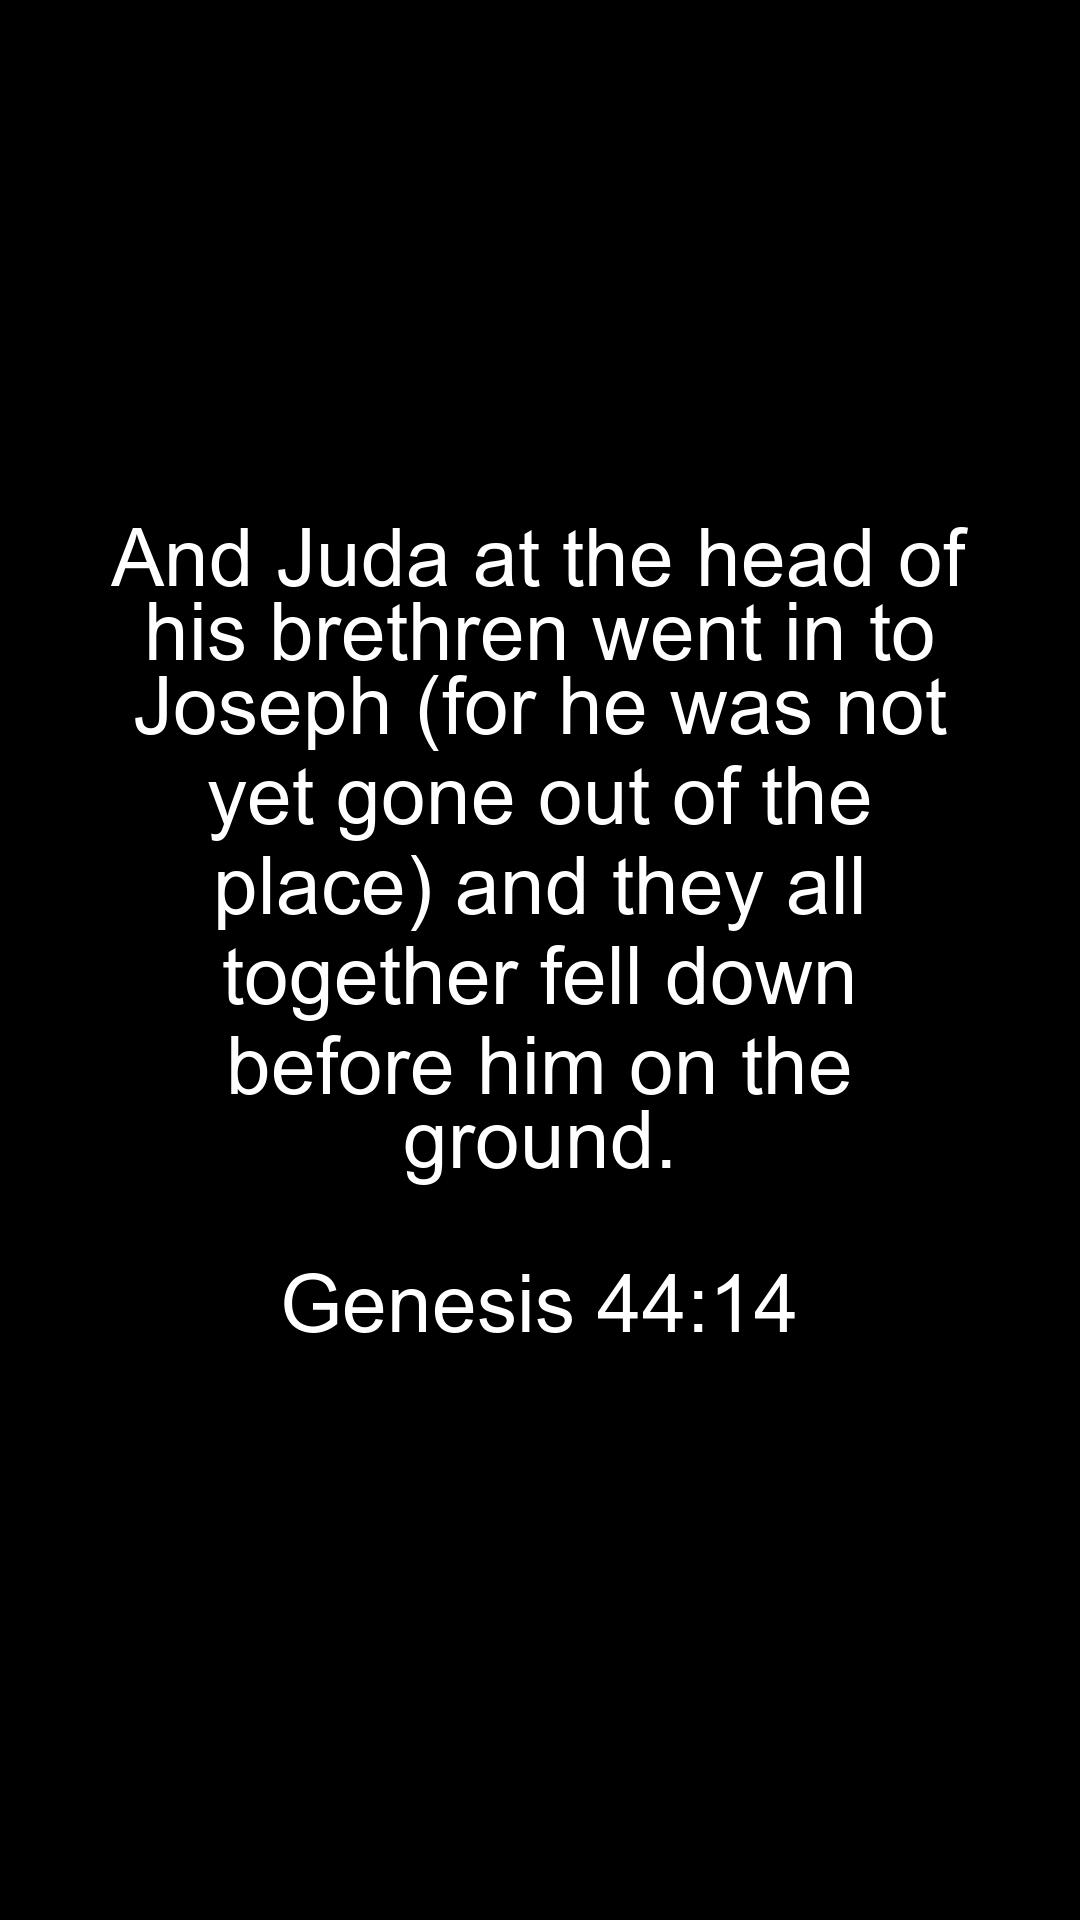 And Juda at the head of
his brethren went in to
Joseph (for he was not
yet gone out of the
place) and they all
together fell down
before him on the
ground.
Genesis 44:14